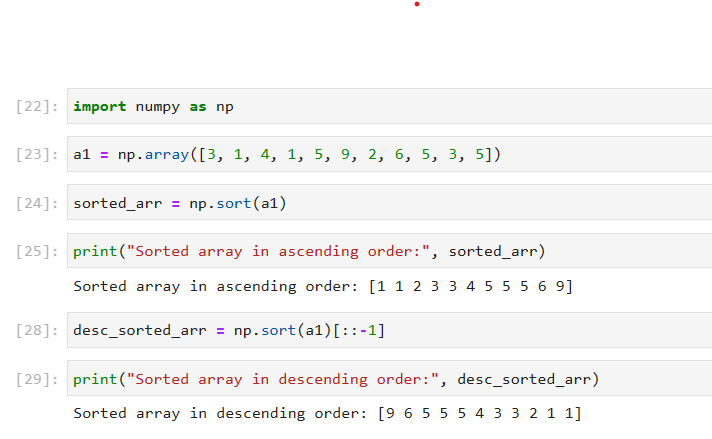 [22]: import numpy as np
[23]: a1 = np.array([3, 1, 4, 1, 5, 9, 2, 6, 5, 3, 5])
[24]: sorted_arr = np.sort(a1)
[25]: print("Sorted array in ascending order:", sorted_arr)
Sorted array in ascending order: [1 1 2 3 3 4 5 5 5 6 9]
[28]: desc_sorted_arr = np.sort(a1)[::-1]
[29]: print("Sorted array in descending order:", desc_sorted_arr)
Sorted array in descending order: [9 6 5 5 5 4 3 3 2 1 1]